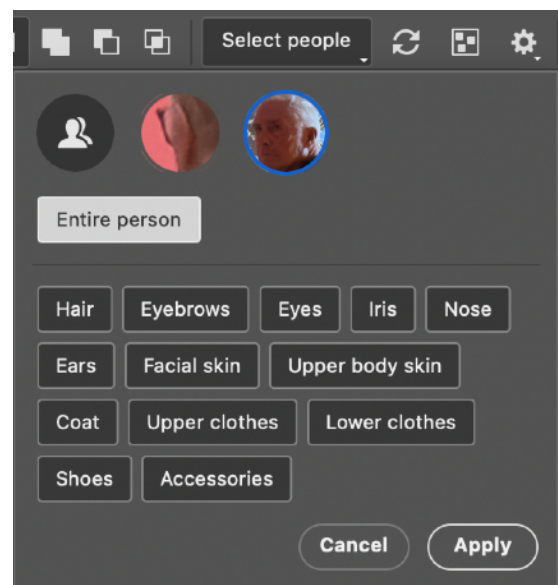 Select people
Entire person
Hair Eyebrows Eyes Iris Nose
Ears Facial skin Upper body skin
Coat Upper clothes Lower clothes
Shoes Accessories
Cancel Apply